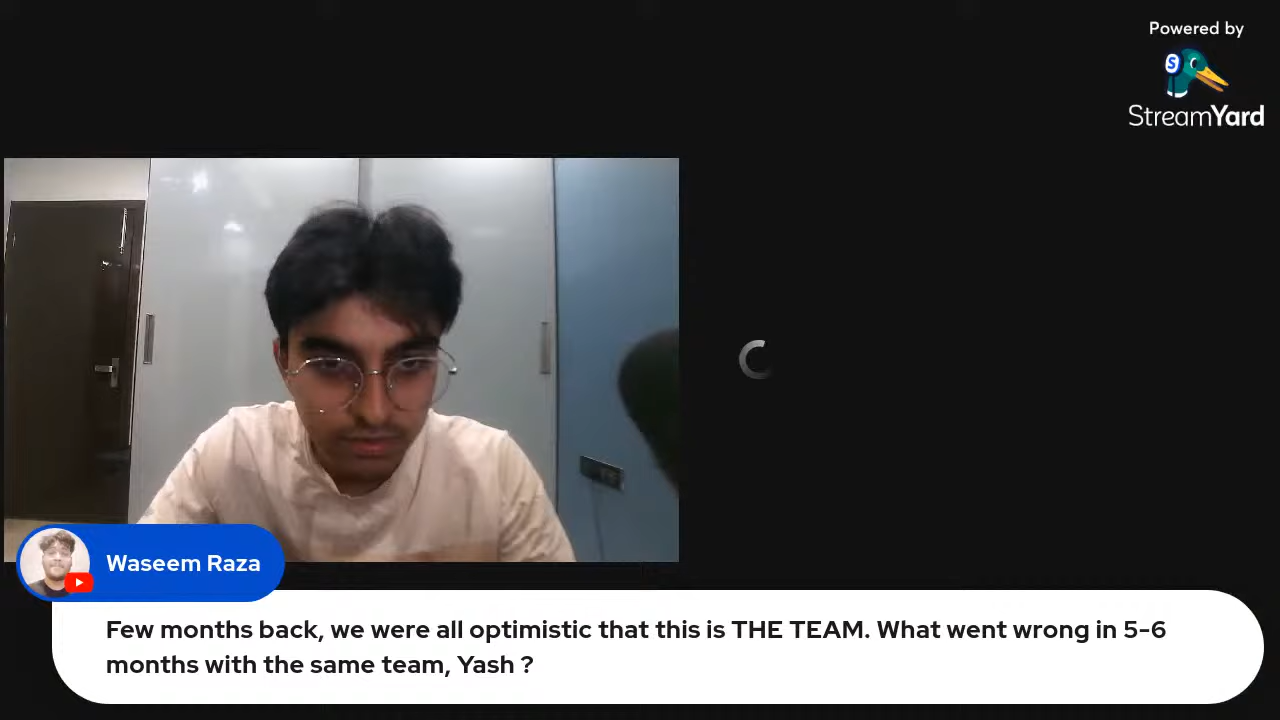 Powered by
S
StreamYard
Waseem Raza
Few months back, we were all optimistic that this is THE TEAM. What went wrong in 5-6
months with the same team, Yash ?